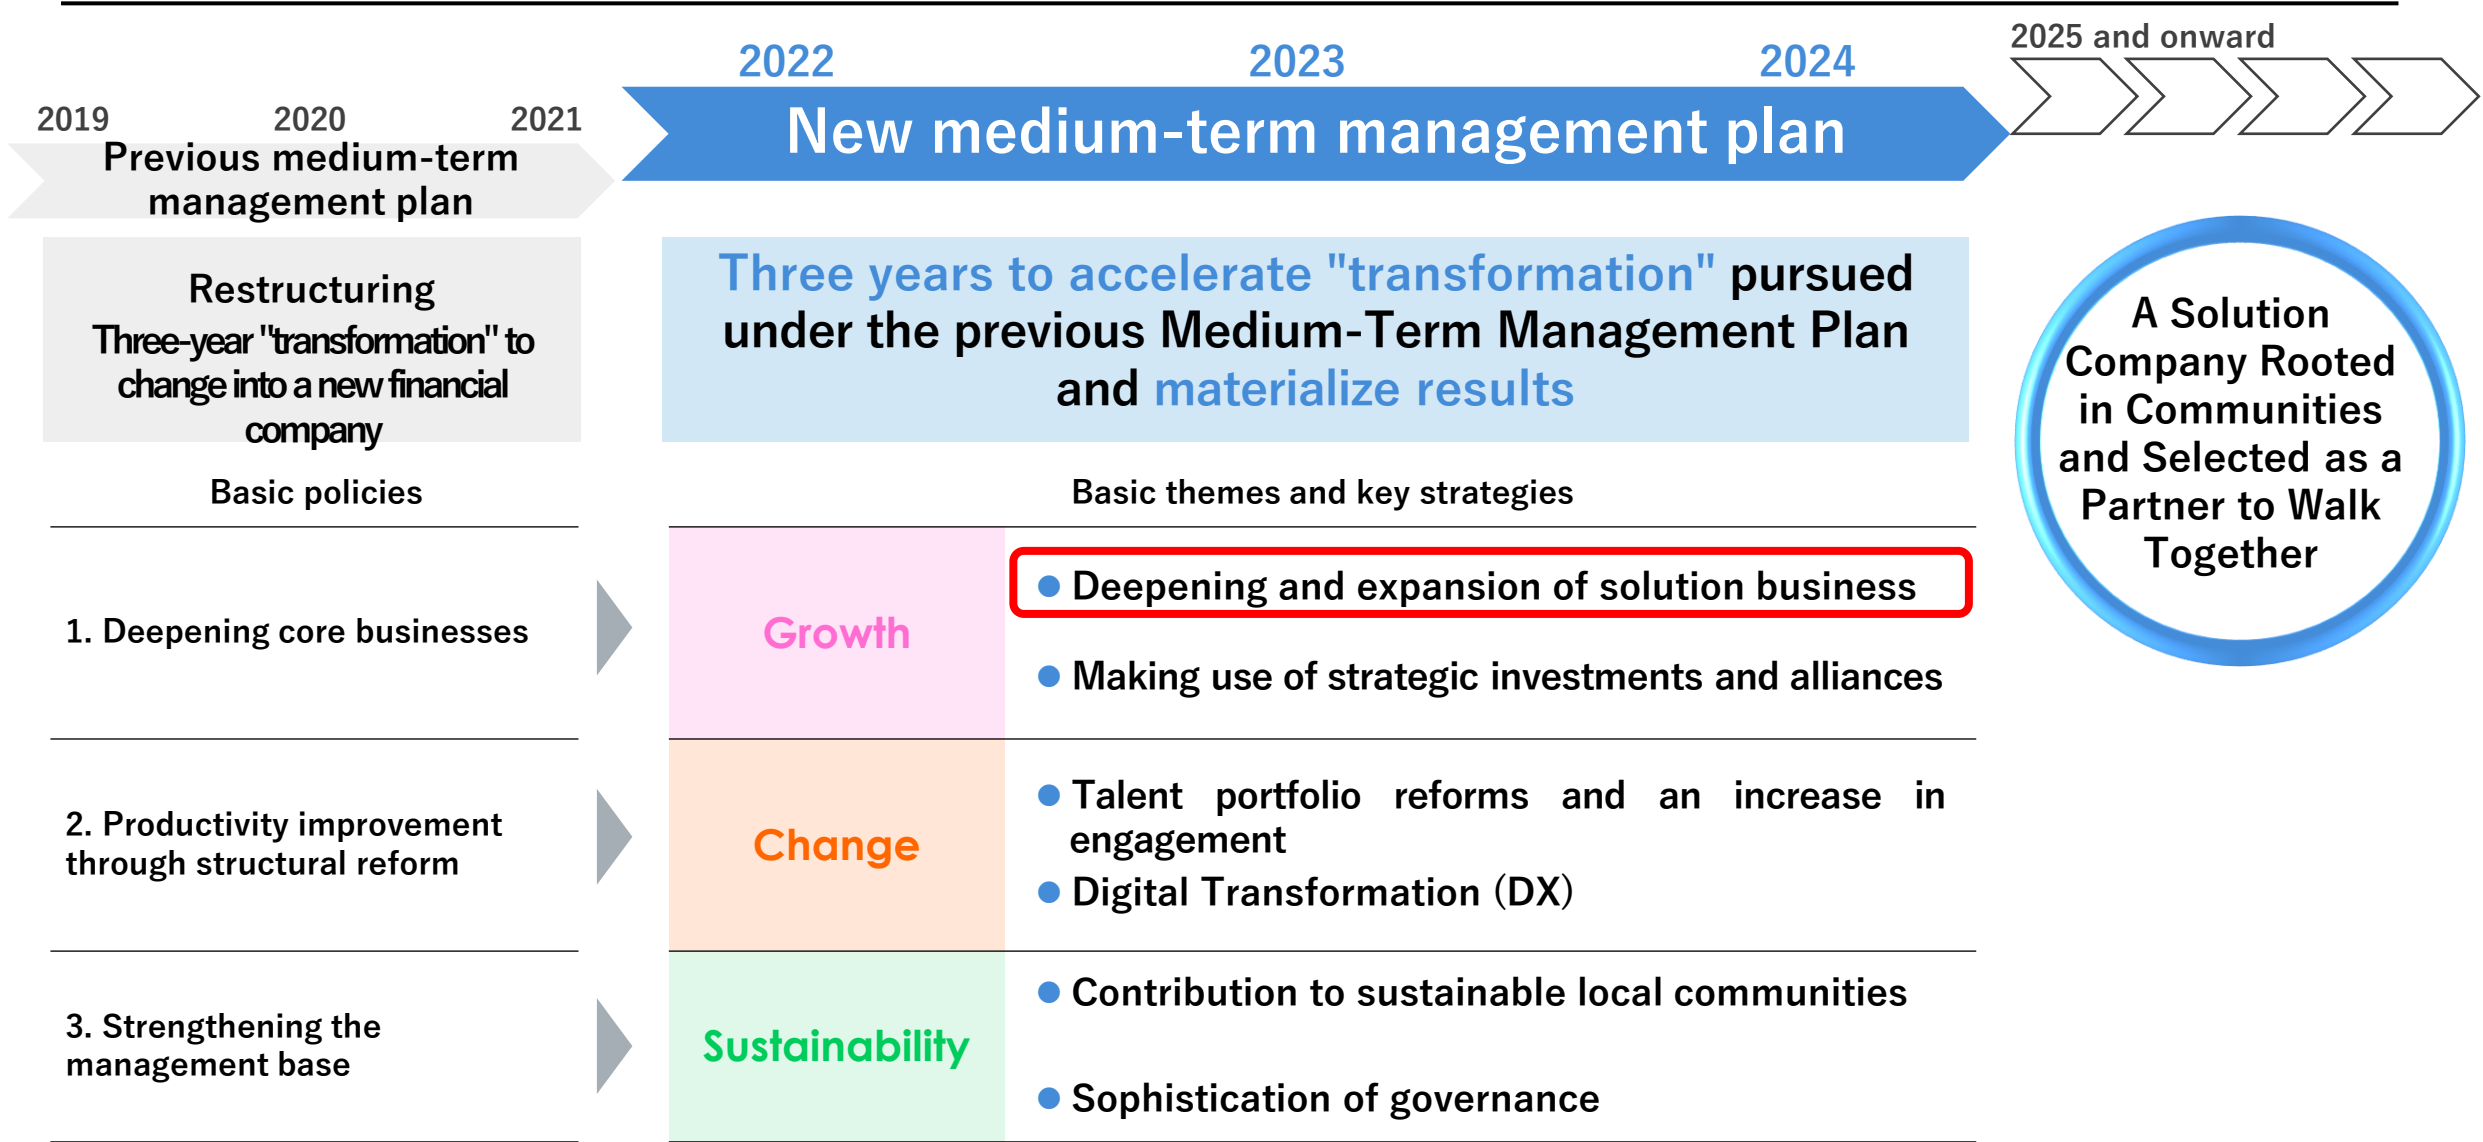 2019 2020 2021
Previous medium-term
management plan
2022 2023 2024
New medium-term management plan
2025 and onward
Restructuring
Three-year "transformation" to
change into a new financial
company
Three years to accelerate "transformation" pursued
under the previous Medium-Term Management Plan
and materialize results
A Solution
Company Rooted
in Communities
and Selected as a
Partner to Walk
Together
Basic policies
Basic themes and key strategies
1. Deepening core businesses
Growth
● Deepening and expansion of solution business
● Making use of strategic investments and alliances
2. Productivity improvement
through structural reform
Change
● Talent portfolio reforms and an increase in
engagement
● Digital Transformation (DX)
3. Strengthening the
management base
Sustainability
● Contribution to sustainable local communities
● Sophistication of governance